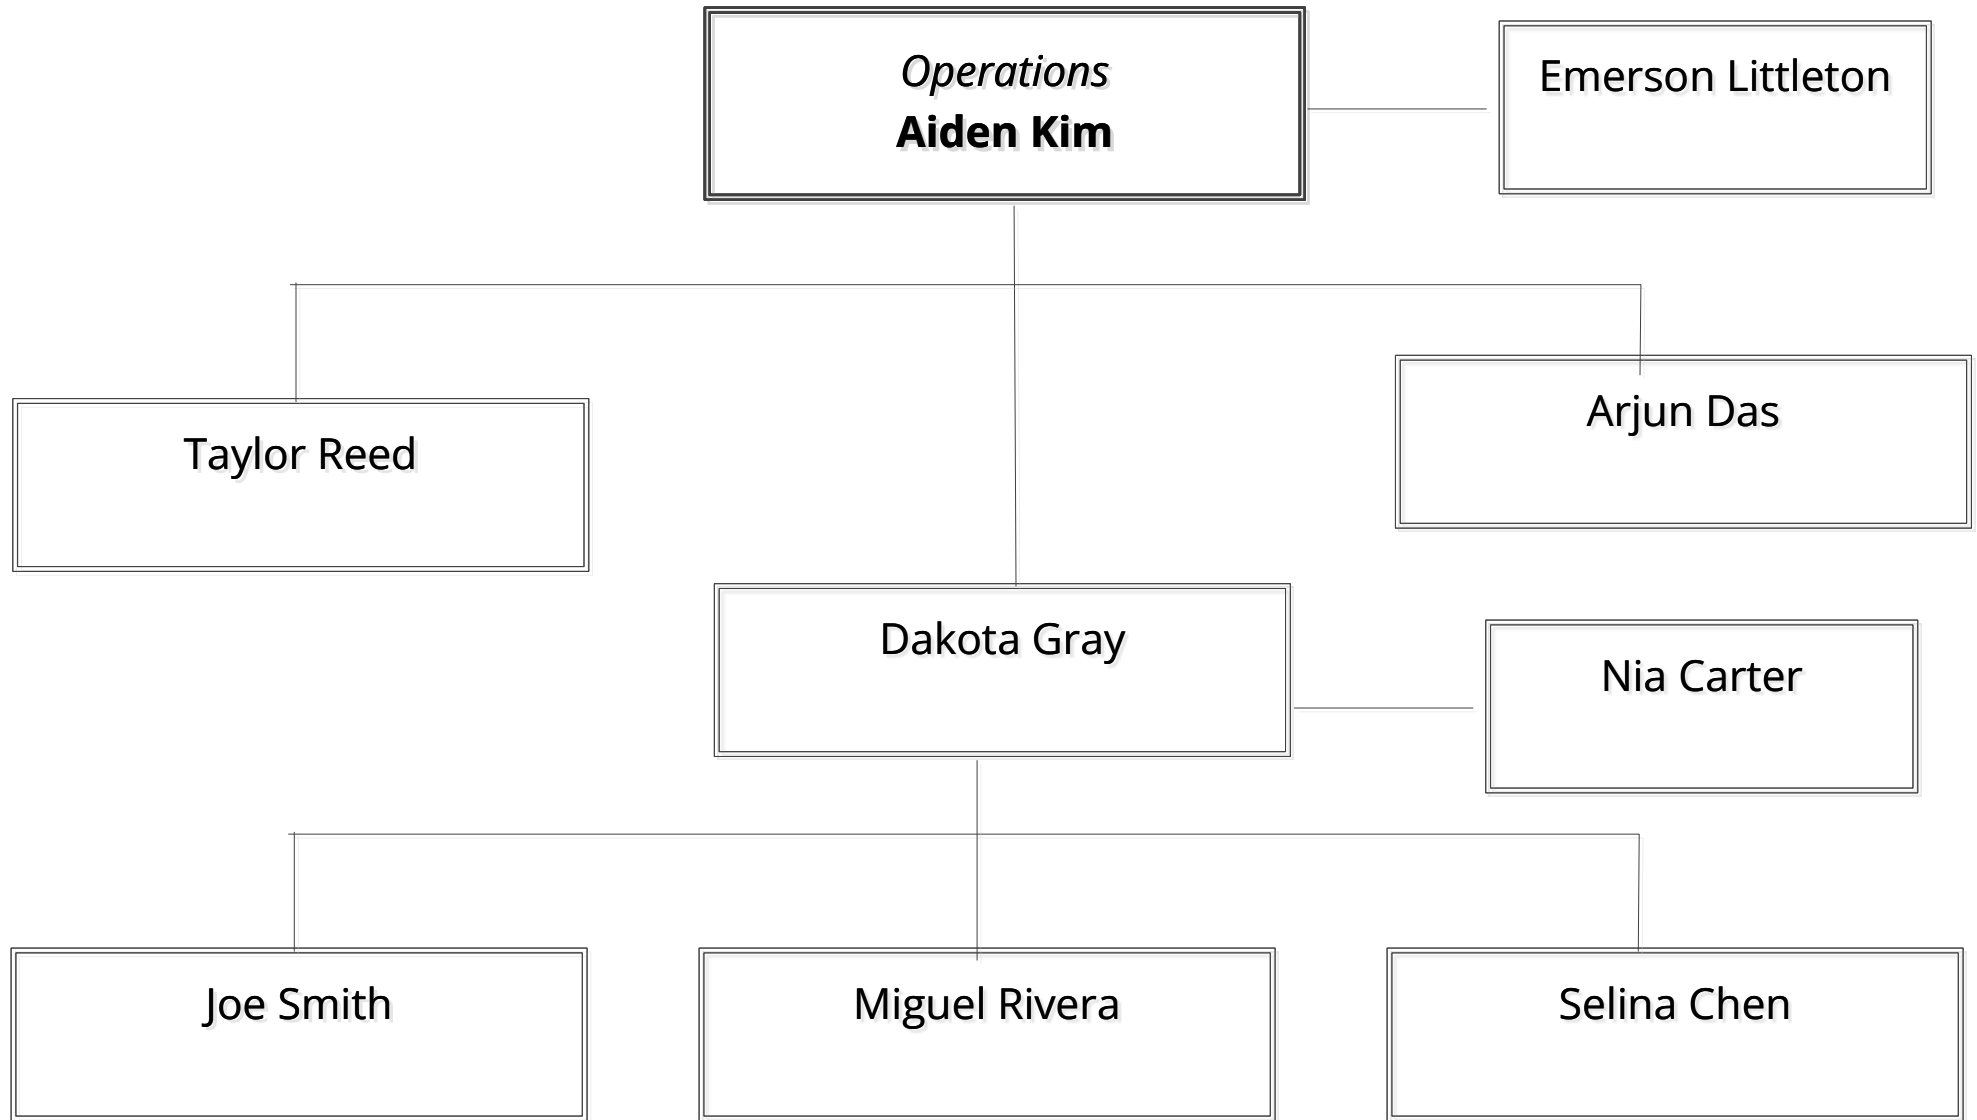 Operations
Aiden Kim
Emerson Littleton
Taylor Reed
Arjun Das
Dakota Gray
Nia Carter
Joe Smith
Miguel Rivera
Selina Chen